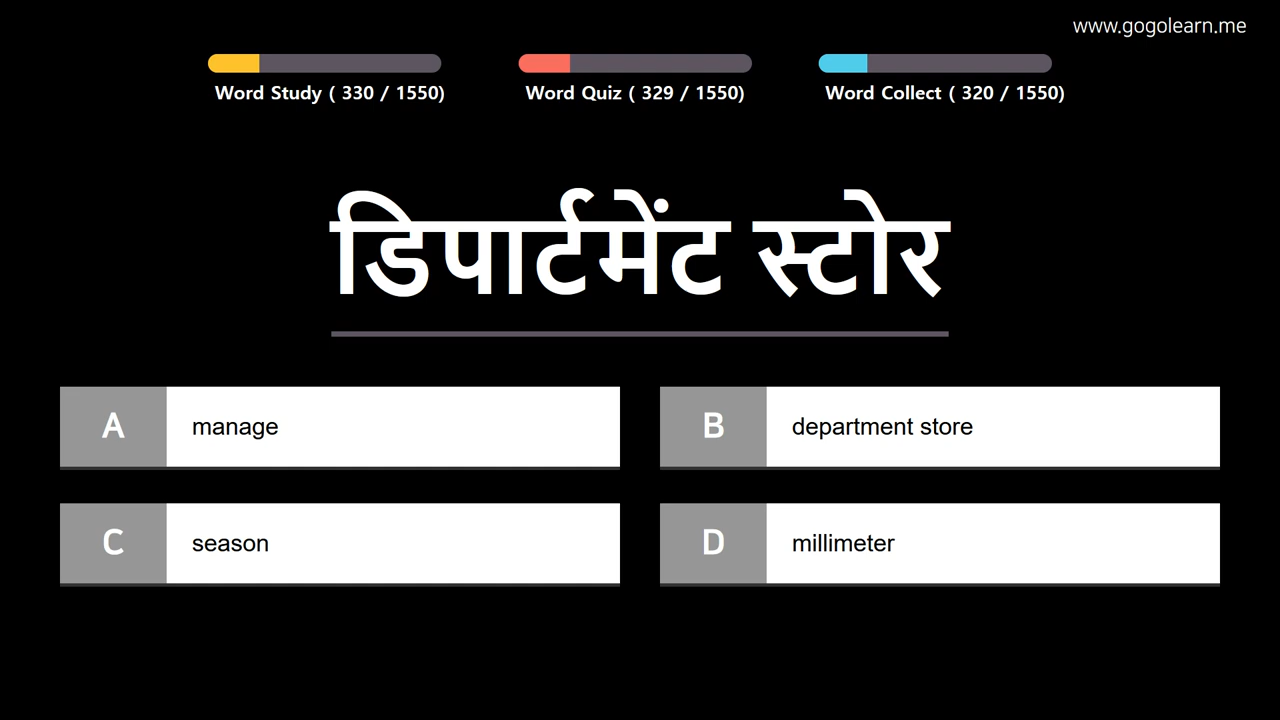 www.gogolearn.me
Word Study ( 330 / 1550)
Word Quiz ( 329 / 1550)
Word Collect ( 320 / 1550)
डिपार्टमेंट स्टोर
A manage
B department store
C season
D millimeter